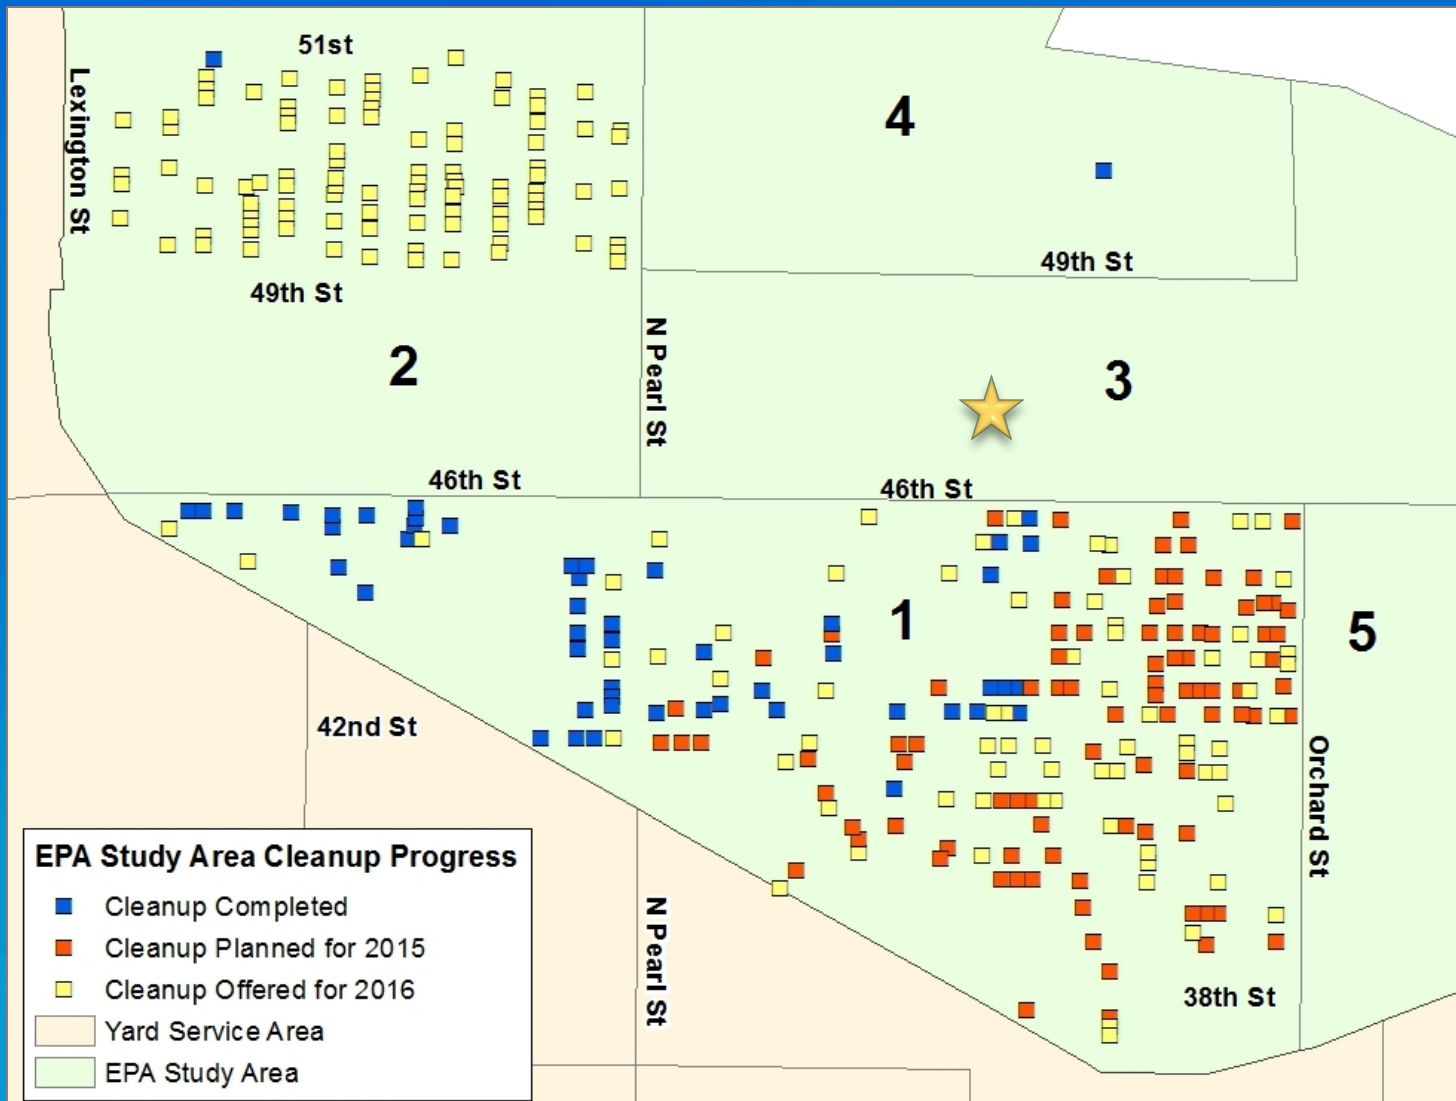 51st
Lexington St
4
49th St
49th St
N Pearl St
2
3
46th St
46th St
1
5
42nd St
Orchard St
N Pearl St
38th St
EPA Study Area Cleanup Progress
Cleanup Completed
Cleanup Planned for 2015
Cleanup Offered for 2016
Yard Service Area
EPA Study Area